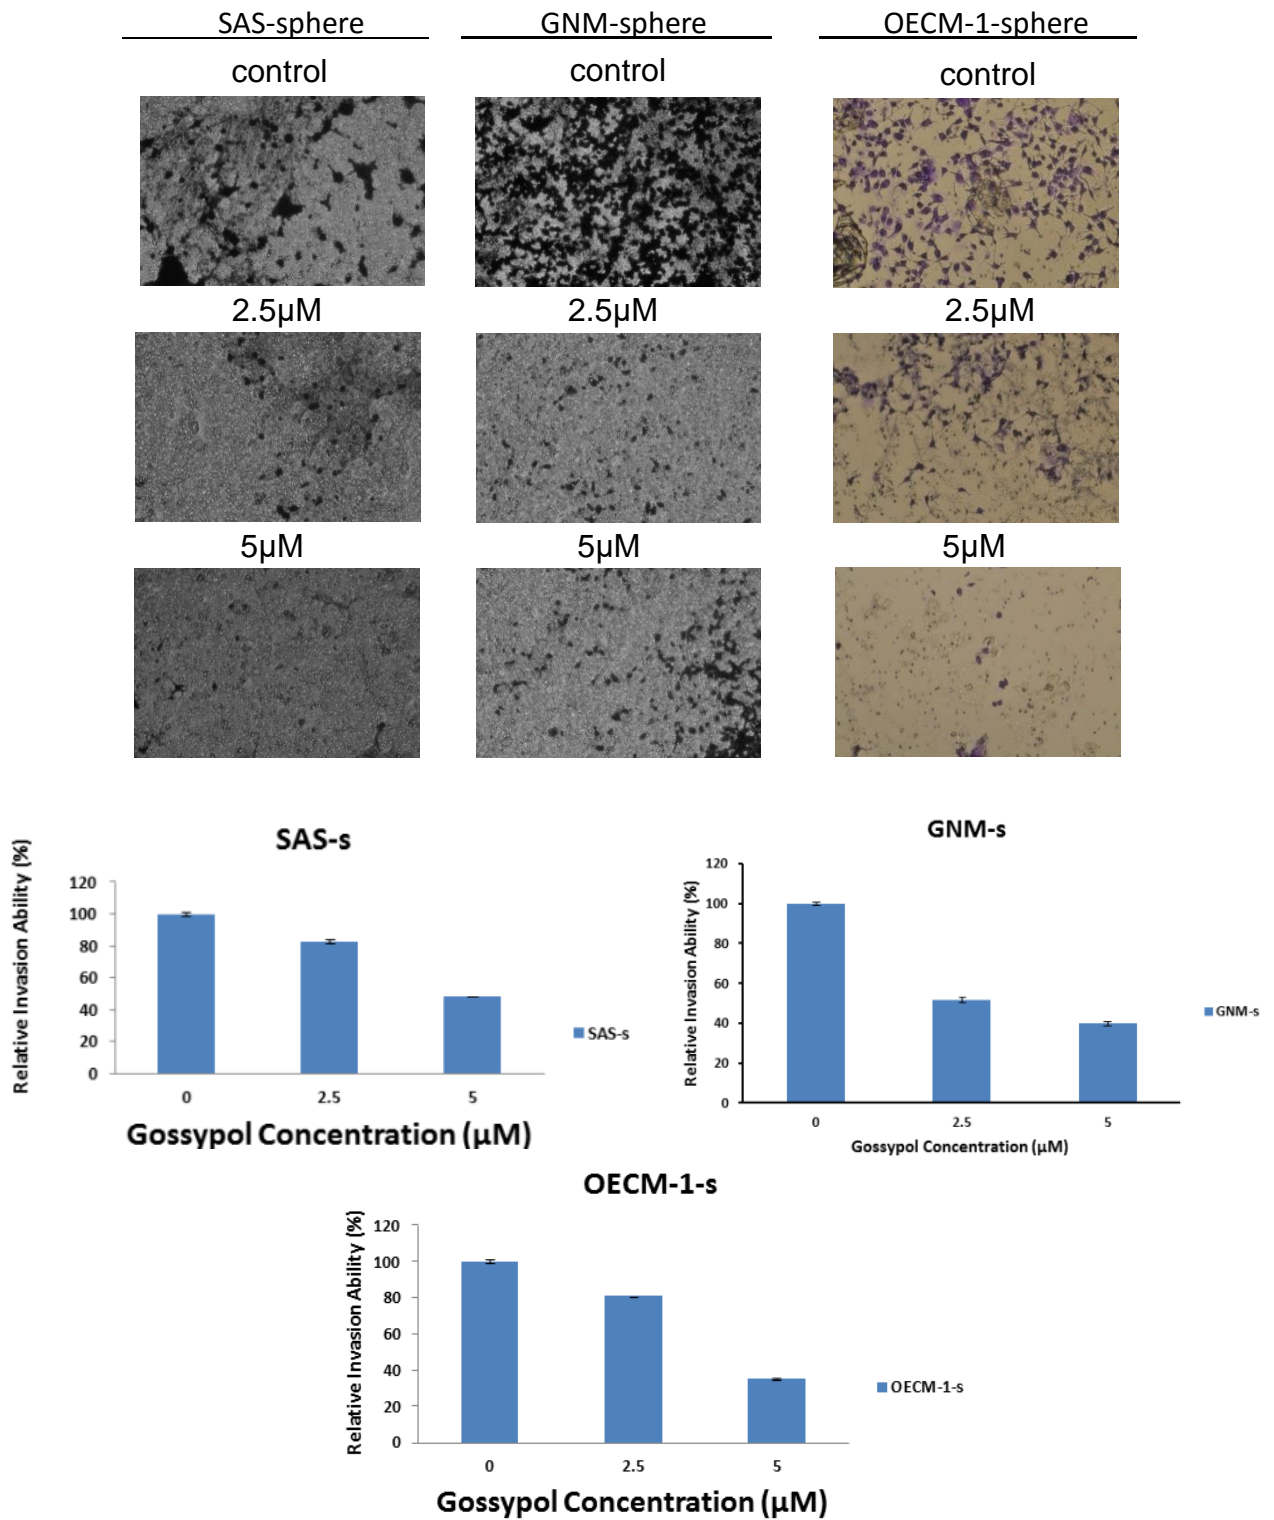 SAS-sphere GNM-sphere OECM-1-sphere
control control control
2.5μM 2.5μM 2.5μM
5μM 5μM 5μM
SAS-s
Relative Invasion Ability (%)
120
100
80
60
40
20
0
0 2.5 5
Gossypol Concentration (μM)
SAS-s
GNM-s
Relative Invasion Ability (%)
120
100
80
60
40
20
0
0 2.5 5
Gossypol Concentration (μM)
GNM-s
OECM-1-s
Relative Invasion Ability (%)
120
100
80
60
40
20
0
0 2.5 5
Gossypol Concentration (μM)
OECM-1-s